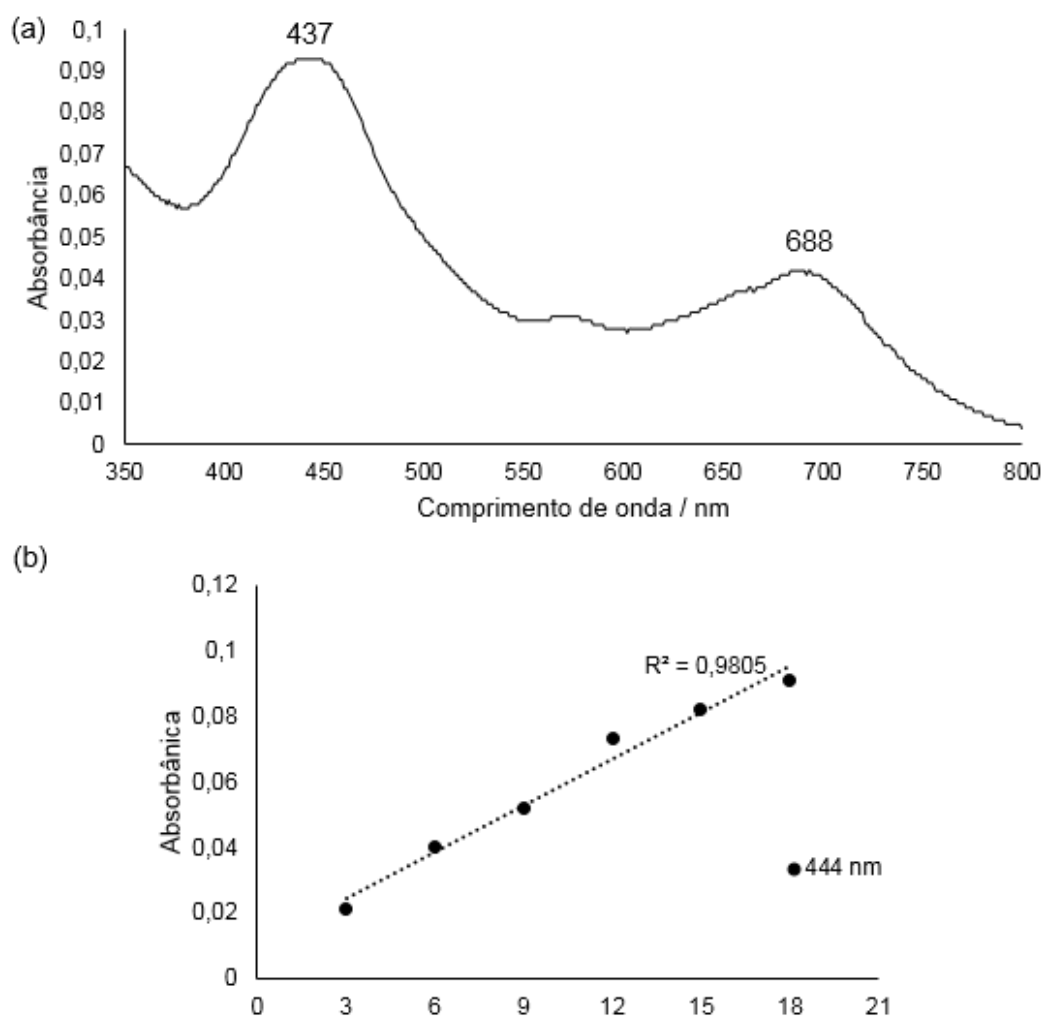 (a)
0,1
0,09
0,08
0,07
0,06
0,05
0,04
0,03
0,02
0,01
0
Absorbância
437
688
350 400 450 500 550 600 650 700 750 800
Comprimento de onda / nm
(b)
0,12
0,1
0,08
0,06
0,04
0,02
0
Absorbânica
R² = 0,9805
444 nm
0 3 6 9 12 15 18 21